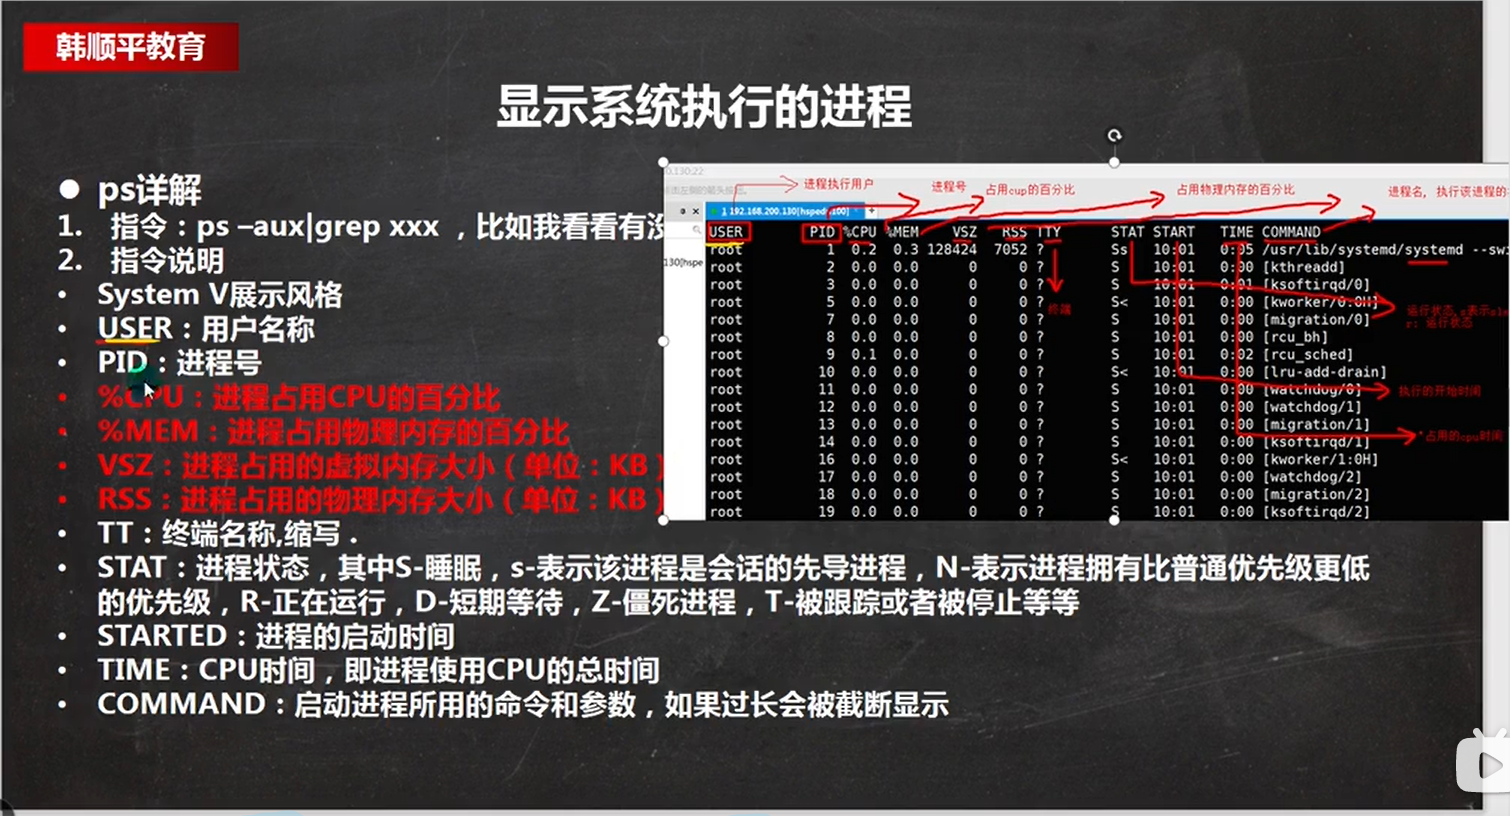 韩顺平教育
显示系统执行的进程
● ps详解
1. 指令：ps –aux|grep xxx ，比如我看看有没
2. 指令说明
• System V展示风格
• USER：用户名称
• PID：进程号
• %CPU：进程占用CPU的百分比
• %MEM：进程占用物理内存的百分比
• VSZ：进程占用的虚拟内存大小（单位：KB）
• RSS：进程占用的物理内存大小（单位：KB）
• TT：终端名称,缩写．
• STAT：进程状态，其中S-睡眠，s-表示该进程是会话的先导进程，N-表示进程拥有比普通优先级更低
的优先级，R-正在运行，D-短期等待，Z-僵死进程，T-被跟踪或者被停止等等
• STARTED：进程的启动时间
• TIME：CPU时间，即进程使用CPU的总时间
• COMMAND：启动进程所用的命令和参数，如果过长会被截断显示
0.130:22
进程执行用户
进程号
占用cup的百分比
占用物理内存的百分比
进程名，执行该进程的
1 192.168.200.130[hspedu100]
130[hspe
USER PID %CPU %MEM VSZ RSS TTY STAT START TIME COMMAND
root 1 0.2 0.3 128424 7052 ? Ss 10:01 0:05 /usr/lib/systemd/systemd --swi
root 2 0.0 0.0 0 0 ? S 10:01 0:00 [kthreadd]
root 3 0.0 0.0 0 0 ? S 10:01 0:01 [ksoftirqd/0]
root 5 0.0 0.0 0 0 ? S< 10:01 0:00 [kworker/0:0H]
root 7 0.0 0.0 0 0 ? S 10:01 0:00 [migration/0]
root 8 0.0 0.0 0 0 ? S 10:01 0:00 [rcu_bh]
root 9 0.1 0.0 0 0 ? S 10:01 0:02 [rcu_sched]
root 10 0.0 0.0 0 0 ? S< 10:01 0:00 [lru-add-drain]
root 11 0.0 0.0 0 0 ? S 10:01 0:00 [watchdog/0]
root 12 0.0 0.0 0 0 ? S 10:01 0:00 [watchdog/1]
root 13 0.0 0.0 0 0 ? S 10:01 0:00 [migration/1]
root 14 0.0 0.0 0 0 ? S 10:01 0:00 [ksoftirqd/1]
root 16 0.0 0.0 0 0 ? S< 10:01 0:00 [kworker/1:0H]
root 17 0.0 0.0 0 0 ? S 10:01 0:00 [watchdog/2]
root 18 0.0 0.0 0 0 ? S 10:01 0:00 [migration/2]
root 19 0.0 0.0 0 0 ? S 10:01 0:00 [ksoftirqd/2]
终端
运行状态,s表示sle
r: 运行状态
执行的开始时间
占用的cpu时间